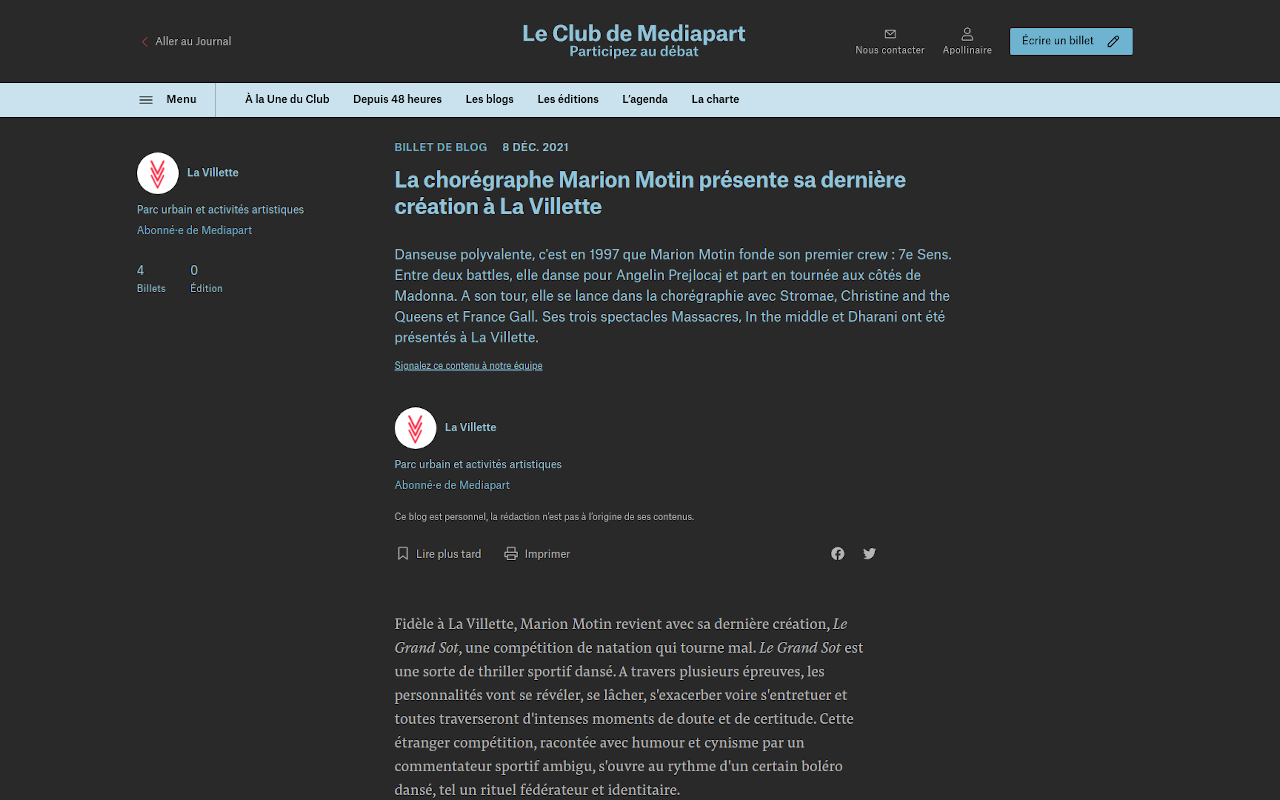 Aller au Journal
Le Club de Mediapart
Participez au débat
Nous contacter
Apollinaire
Écrire un billet
Menu
À la Une du Club
Depuis 48 heures
Les blogs
Les éditions
L'agenda
La charte
La Villette
Parc urbain et activités artistiques
Abonné·e de Mediapart
4
0
Billets
Édition
BILLET DE BLOG 8 DÉC. 2021
La chorégraphe Marion Motin présente sa dernière
création à La Villette
Danseuse polyvalente, c'est en 1997 que Marion Motin fonde son premier crew : 7e Sens.
Entre deux battles, elle danse pour Angelin Prejlocaj et part en tournée aux côtés de
Madonna. A son tour, elle se lance dans la chorégraphie avec Stromae, Christine and the
Queens et France Gall. Ses trois spectacles Massacres, In the middle et Dharani ont été
présentés à La Villette.
Signalez ce contenu à notre équipe
La Villette
Parc urbain et activités artistiques
Abonné·e de Mediapart
Ce blog est personnel, la rédaction n'est pas à l'origine de ses contenus.
Lire plus tard
Imprimer
Fidèle à La Villette, Marion Motin revient avec sa dernière création, Le
Grand Sot, une compétition de natation qui tourne mal. Le Grand Sot est
une sorte de thriller sportif dansé. A travers plusieurs épreuves, les
personnalités vont se révéler, se lâcher, s'exacerber voire s'entretuer et
toutes traverseront d'intenses moments de doute et de certitude. Cette
étranger compétition, racontée avec humour et cynisme par un
commentateur sportif ambigu, s'ouvre au rythme d'un certain boléro
dansé, tel un rituel fédérateur et identitaire.